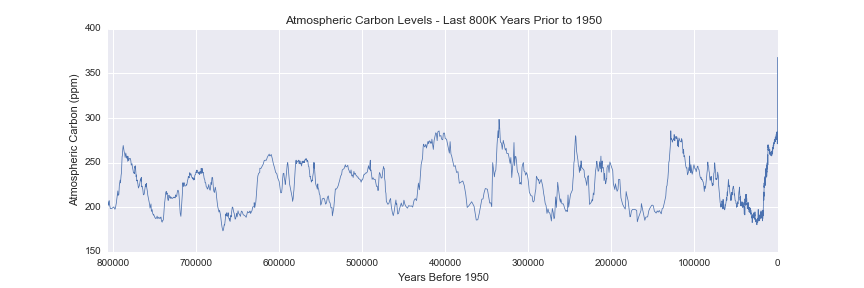 Atmospheric Carbon Levels - Last 800K Years Prior to 1950
400
350
300
250
200
150
Atmospheric Carbon (ppm)
800000 700000 600000 500000 400000 300000 200000 100000 0
Years Before 1950